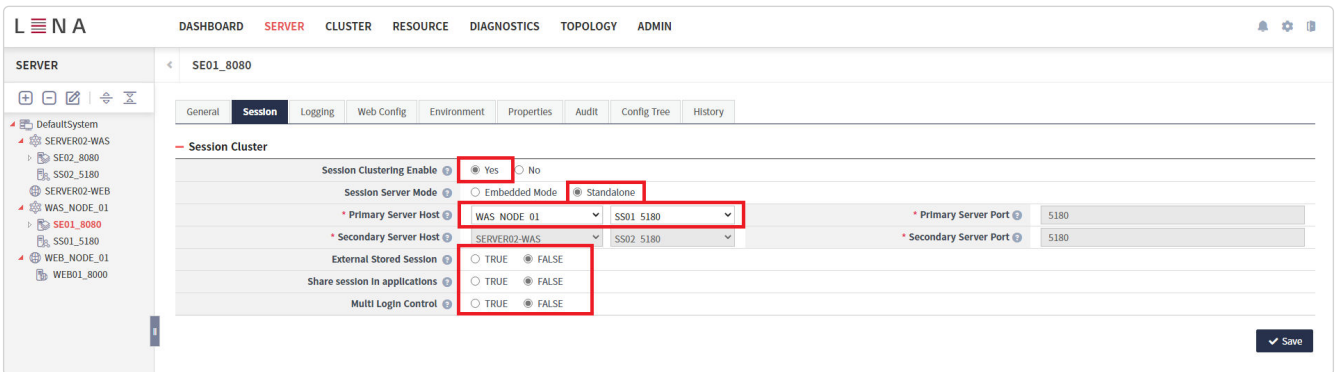 LENA
DASHBOARD SERVER CLUSTER RESOURCE DIAGNOSTICS TOPOLOGY ADMIN
SERVER
SE01_8080
General Session Logging Web Config Environment Properties Audit Config Tree History
DefaultSystem
SERVER02-WAS
SE02_8080
SS02_5180
SERVER02-WEB
WAS_NODE_01
SE01_8080
SS01_5180
WEB_NODE_01
WEB01_8000
Session Cluster
Session Clustering Enable Yes No
Session Server Mode Embedded Mode Standalone
* Primary Server Host WAS_NODE_01 SS01_5180 * Primary Server Port 5180
* Secondary Server Host SERVER02-WAS SS02_5180 * Secondary Server Port 5180
External Stored Session TRUE FALSE
Share session in applications TRUE FALSE
Multi Login Control TRUE FALSE
Save